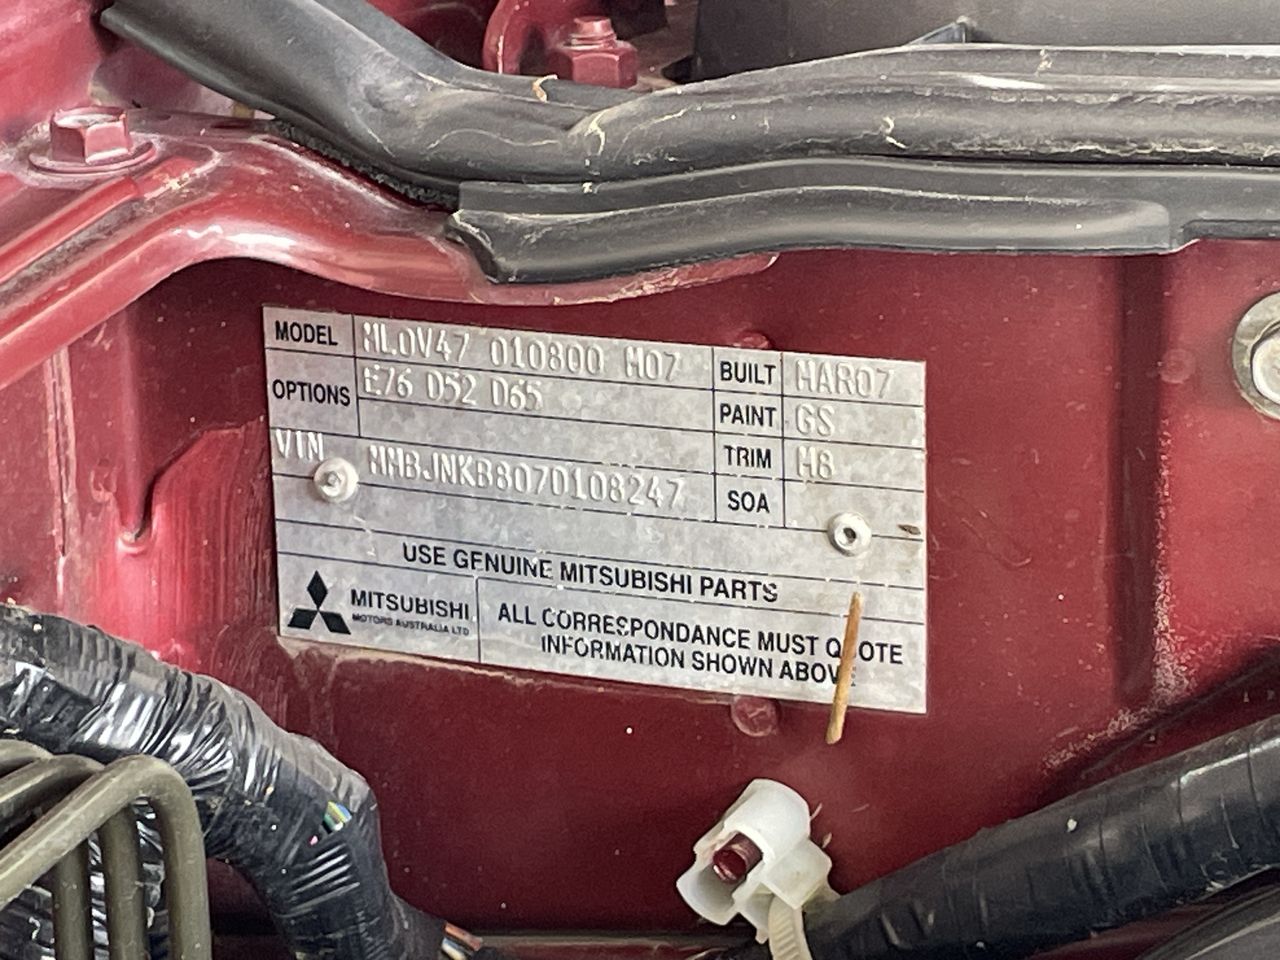 MODEL ML0V47 010800 M07 BUILT MAR07
OPTIONS E76 D52 D65 PAINT GS
TRIM M8
VIN MMBJNKB8070108247 SOA
USE GENUINE MITSUBISHI PARTS
MITSUBISHI
MOTORS AUSTRALIA LTD
ALL CORRESPONDANCE MUST QUOTE
INFORMATION SHOWN ABOVE